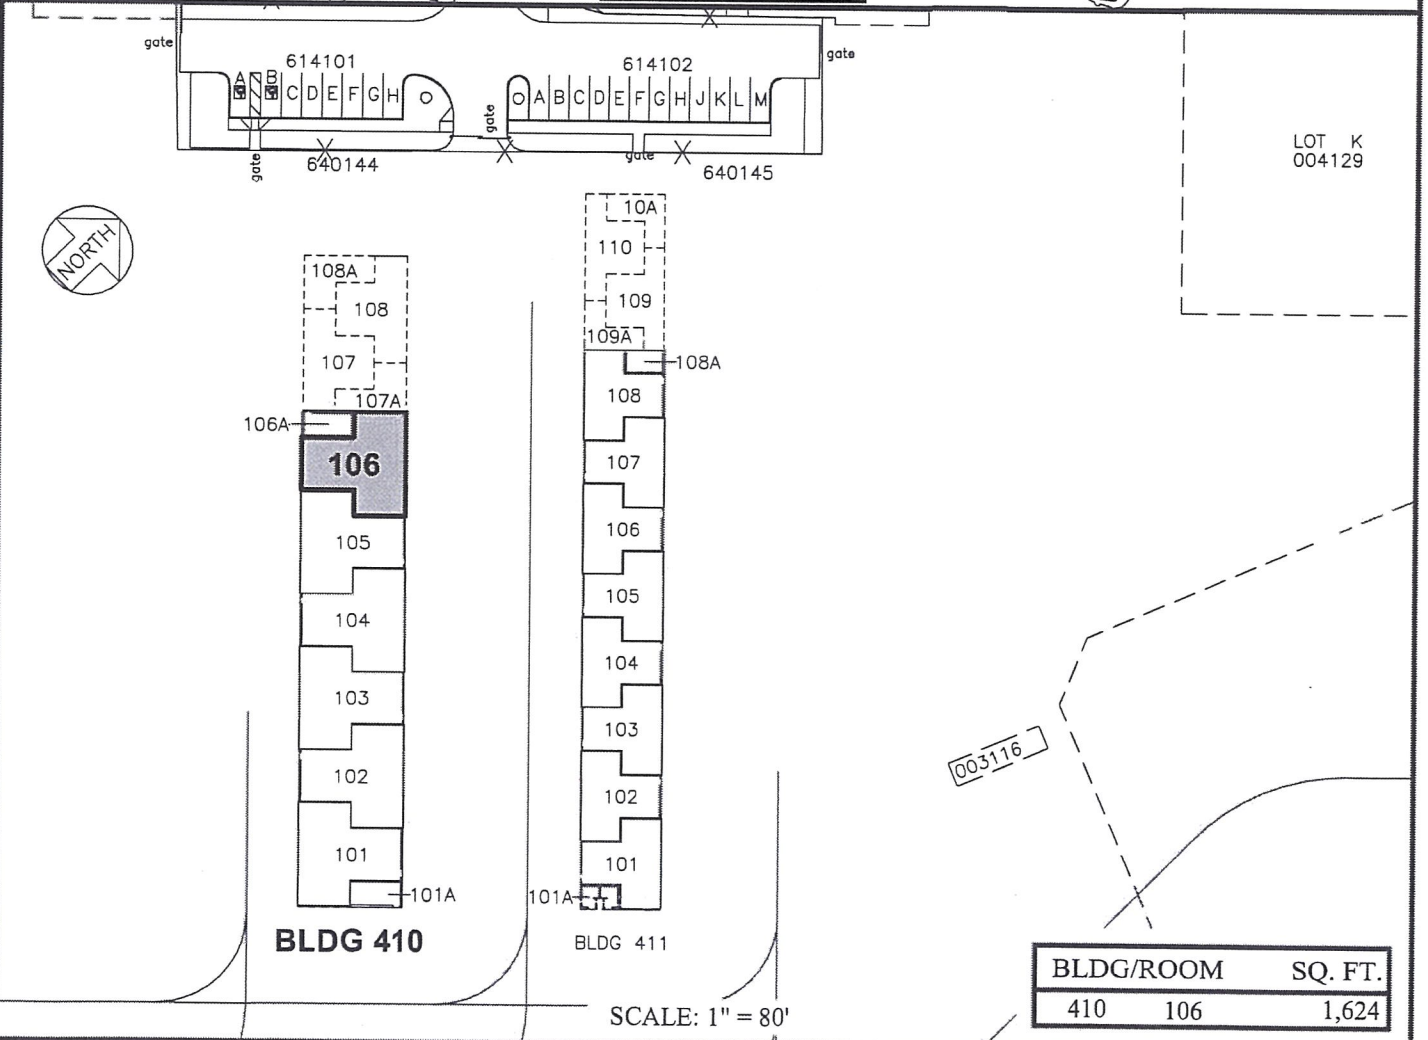 gate
614101
614102
gate
A
B
C D E F G H
A B C D E F G H J K L M
gate
gate
640144
gate
640145
LOT K
004129
NORTH
10A
110
109
109A
108A
108
107
107A
106A
106
108A
108
107
106
105
104
103
102
101
101A
105
104
103
102
101
101A
003116
BLDG 410
BLDG 411
BLDG/ROOM SQ. FT.
410 106 1,624
SCALE: 1" = 80'